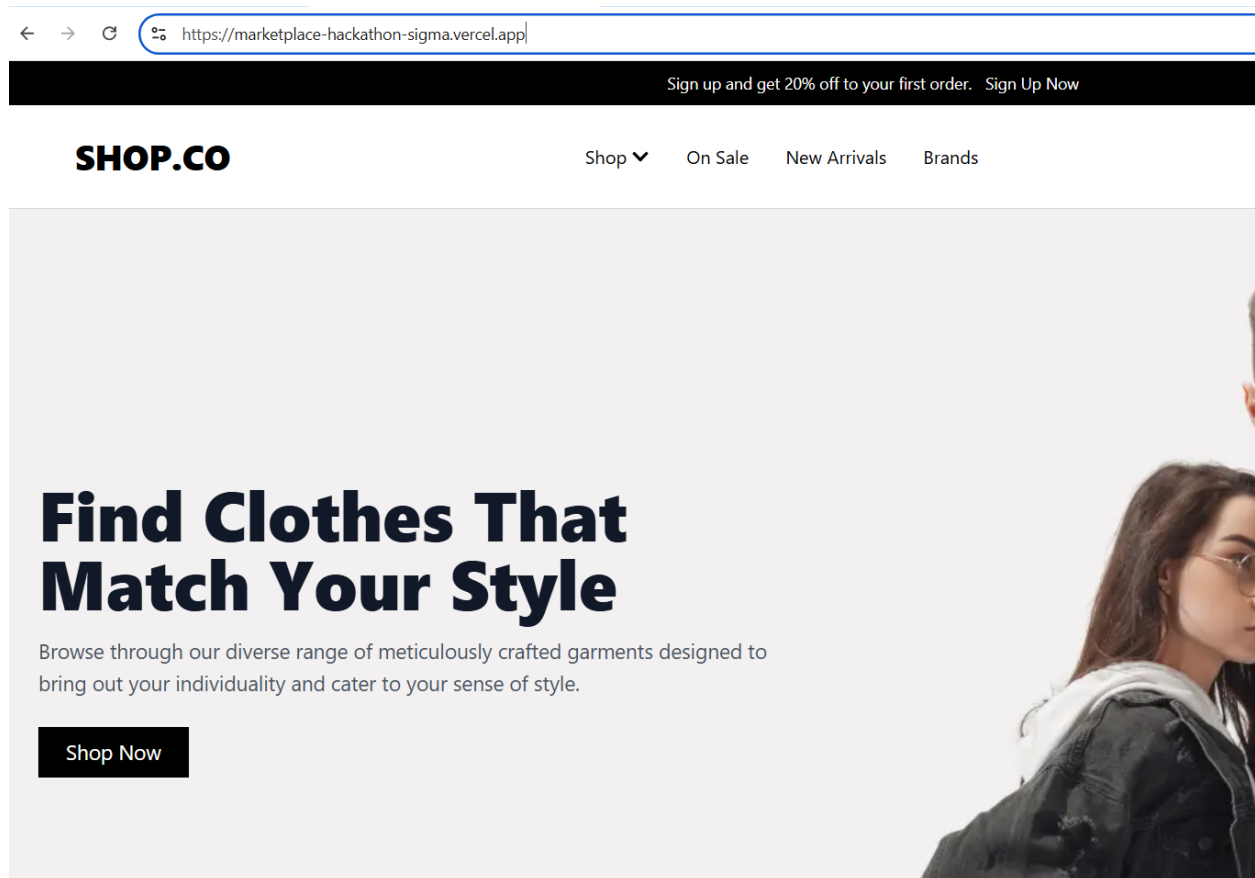 https://marketplace-hackathon-sigma.vercel.app
Sign up and get 20% off to your first order. Sign Up Now
SHOP.CO
Shop On Sale New Arrivals Brands
Find Clothes That
Match Your Style
Browse through our diverse range of meticulously crafted garments designed to
bring out your individuality and cater to your sense of style.
Shop Now